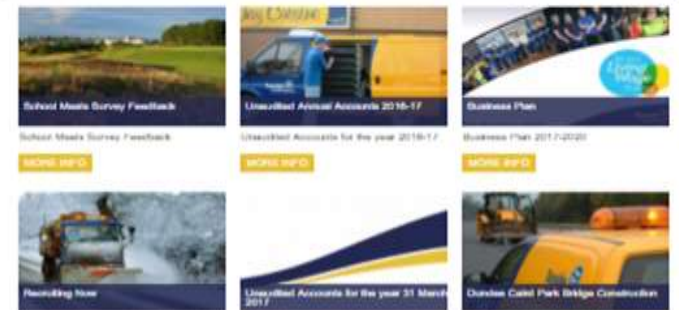 School Meals Survey Feedback
Unaudited Annual Accounts 2016-17
Business Plan
School Meals Survey Feedback
Unaudited Accounts for the year 2016-17
Business Plan 2017-2020
MORE INFO
MORE INFO
MORE INFO
Recruiting Now
Unaudited Accounts for the year 31 March
2017
Dundee Caird Park Bridge Construction